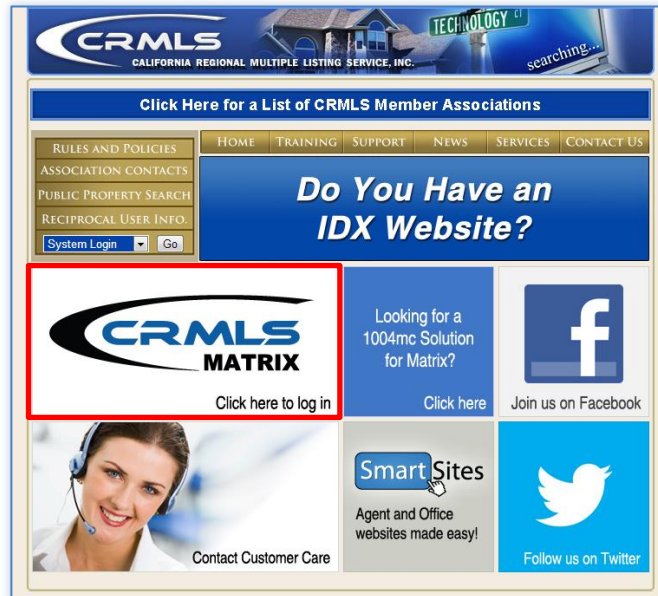 CRMLS
CALIFORNIA REGIONAL MULTIPLE LISTING SERVICE, INC.
TECHNOLOGY CT
searching...
Click Here for a List of CRMLS Member Associations
RULES AND POLICIES
ASSOCIATION CONTACTS
PUBLIC PROPERTY SEARCH
RECIPROCAL USER INFO.
System Login Go
HOME TRAINING SUPPORT NEWS SERVICES CONTACT US
Do You Have an
IDX Website?
CRMLS
MATRIX
Click here to log in
Looking for a
1004mc Solution
for Matrix?
Click here
f
Join us on Facebook
Contact Customer Care
Smart Sites
Agent and Office
websites made easy!
Follow us on Twitter